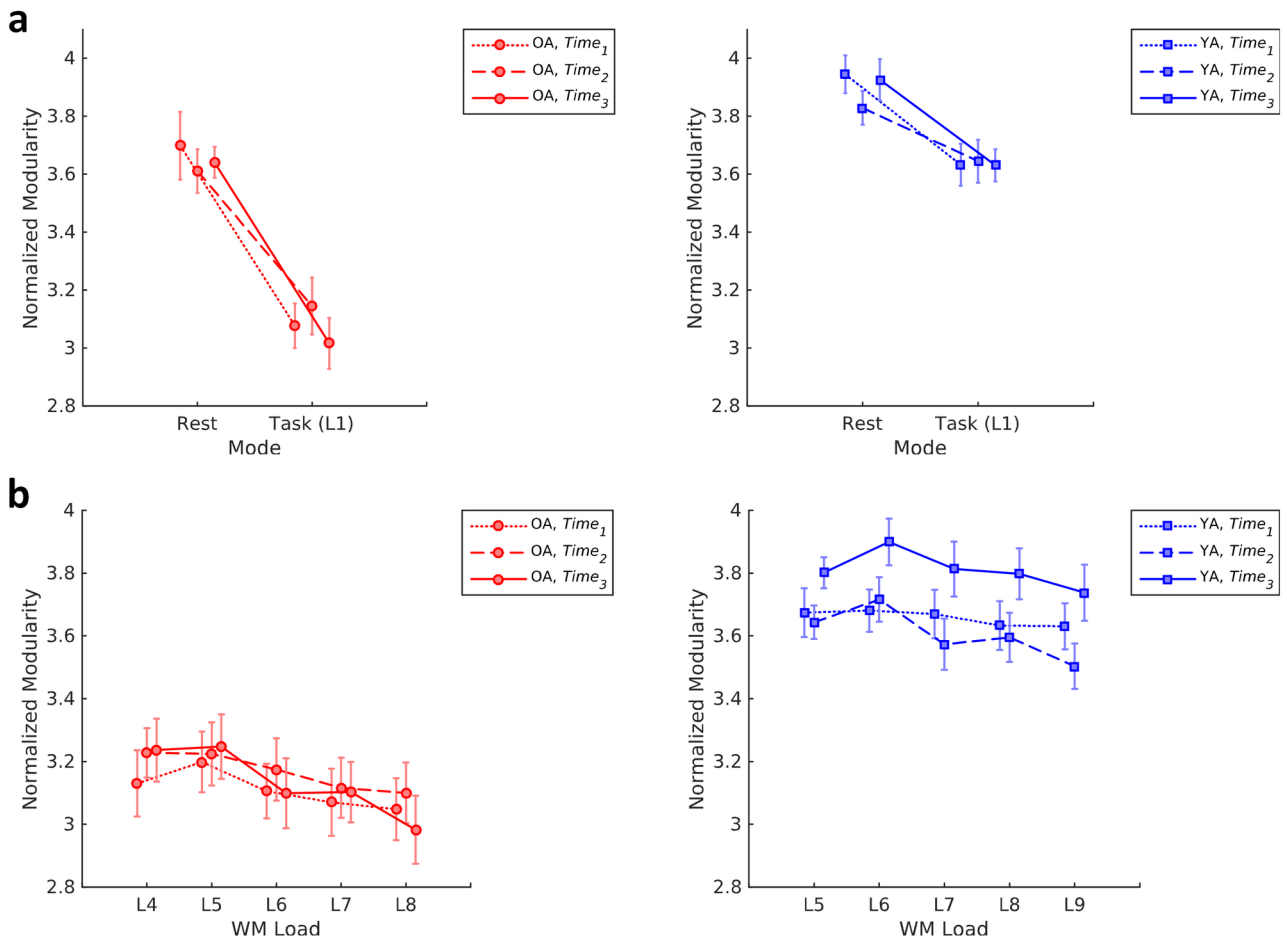 a
4
3.8
3.6
3.4
3.2
3
2.8
Normalized Modularity
Rest Task (L1)
Mode
OA, Time1
OA, Time2
OA, Time3
4
3.8
3.6
3.4
3.2
3
2.8
Normalized Modularity
Rest Task (L1)
Mode
YA, Time1
YA, Time2
YA, Time3
b
4
3.8
3.6
3.4
3.2
3
2.8
Normalized Modularity
L4 L5 L6 L7 L8
WM Load
OA, Time1
OA, Time2
OA, Time3
4
3.8
3.6
3.4
3.2
3
2.8
Normalized Modularity
L5 L6 L7 L8 L9
WM Load
YA, Time1
YA, Time2
YA, Time3